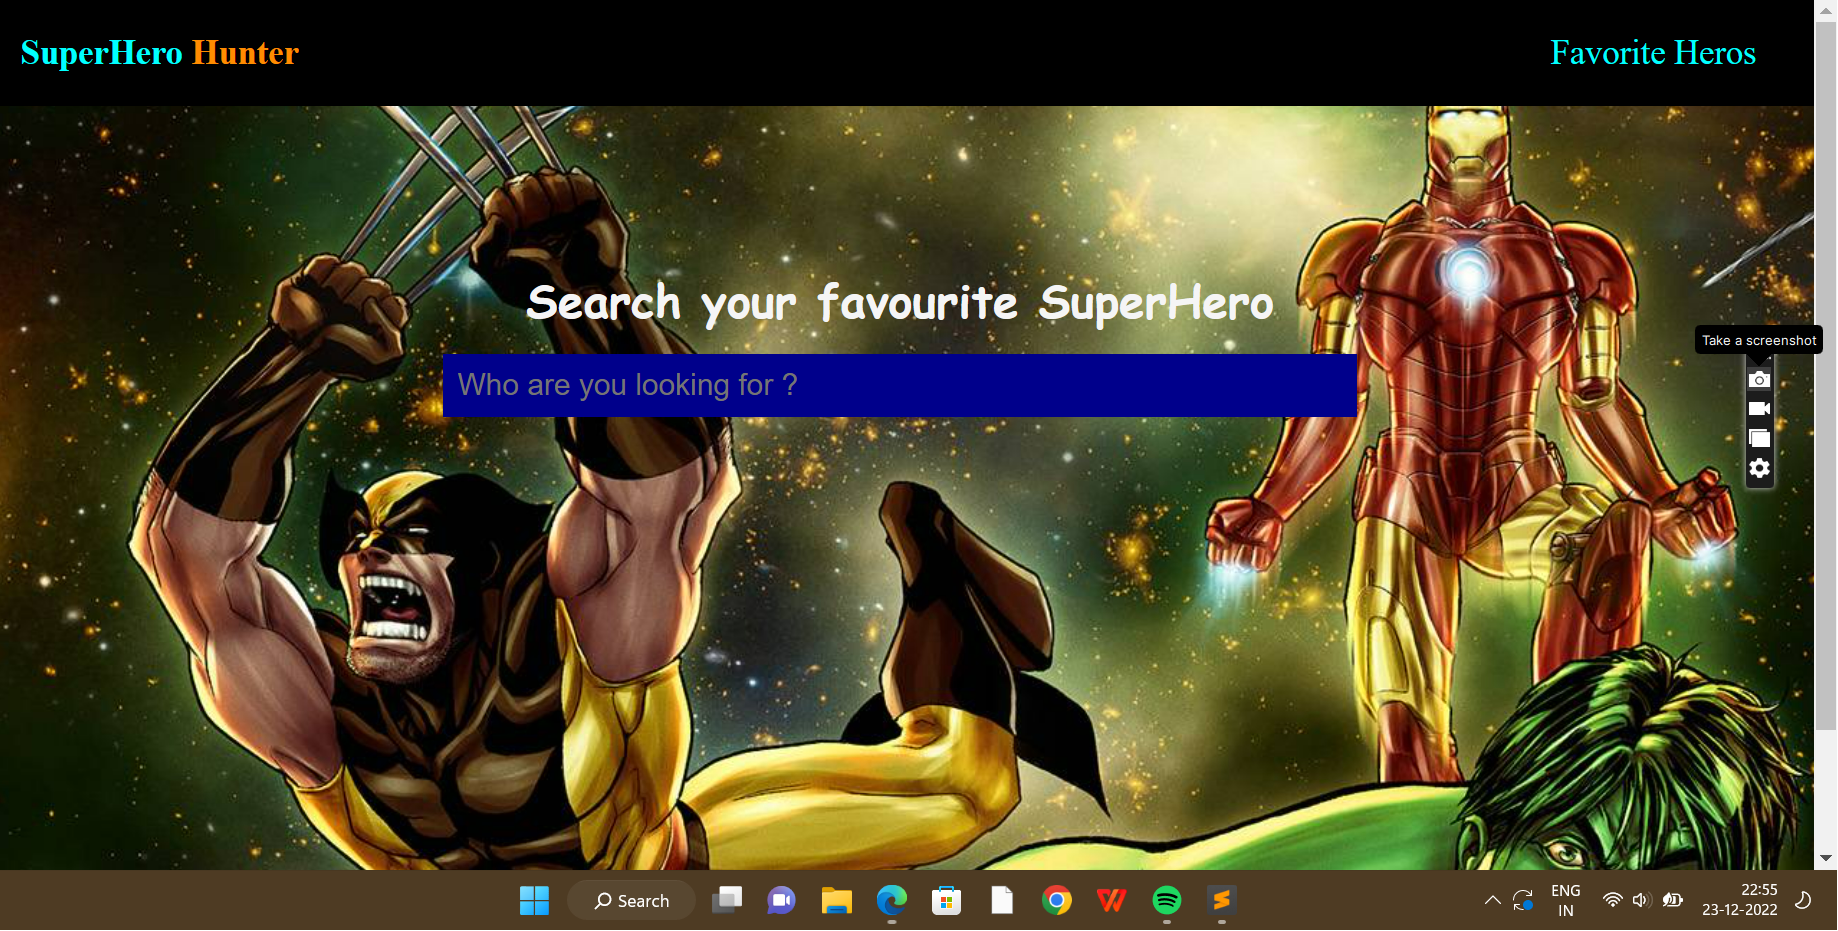 SuperHero Hunter
Favorite Heros
Search your favourite SuperHero
Take a screenshot
Who are you looking for ?
Search
ENG
IN
22:55
23-12-2022